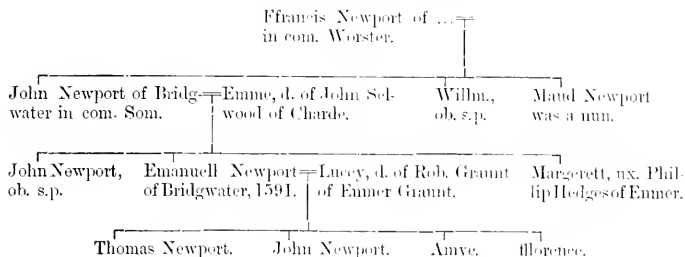 Ffrancis Newport of ...
in com. Worster.
John Newport of Bridg-
water in com. Som.
Emme, d. of John Sel-
wood of Charde.
Willm.,
ob. s.p.
Maud Newport
was a nun.
John Newport,
ob. s.p.
Emanuell Newport
of Bridgwater, 1591.
Lucey, d. of Rob. Graunt
of Enmer Graunt.
Margerett, ux. Phil-
lip Hedges of Enmer.
Thomas Newport.
John Newport.
Amye.
fflorence.